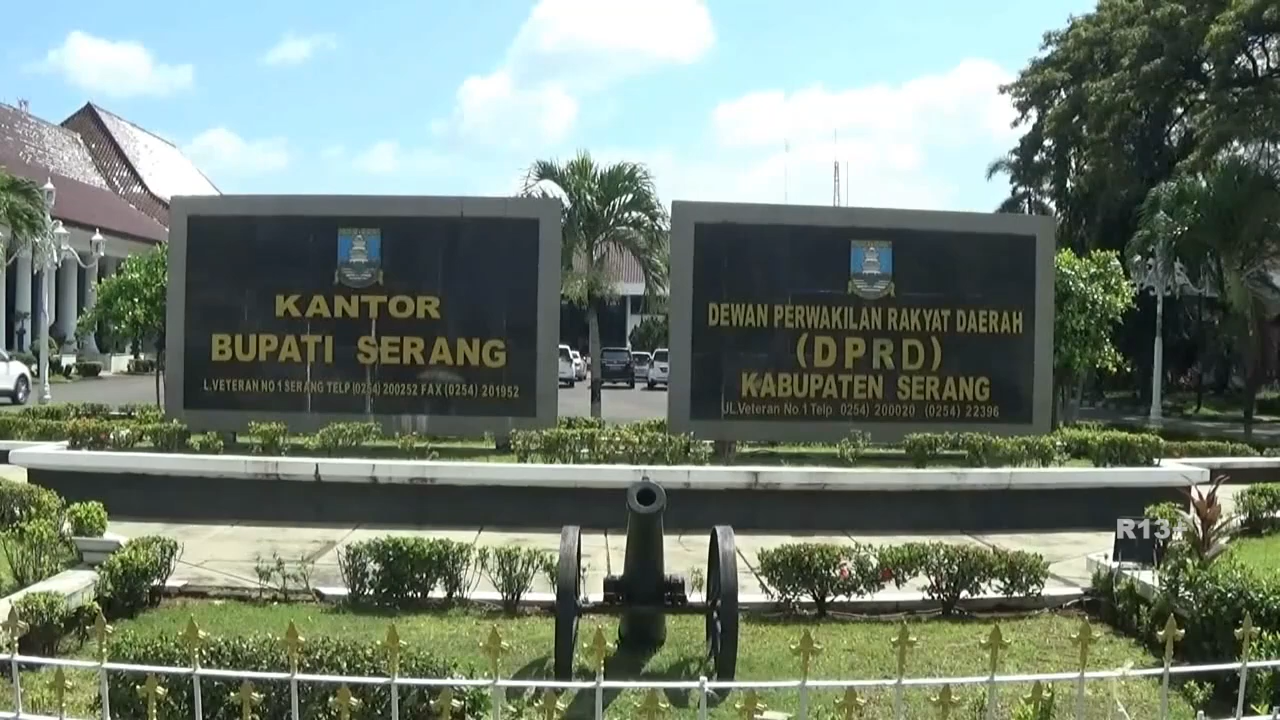 KANTOR
BUPATI SERANG
JL.VETERAN NO 1 SERANG TELP (0254) 200252 FAX (0254) 201952
DEWAN PERWAKILAN RAKYAT DAERAH
(DPRD)
KABUPATEN SERANG
JL.Veteran No 1 Telp. 0254) 200020 (0254) 22396
R13+